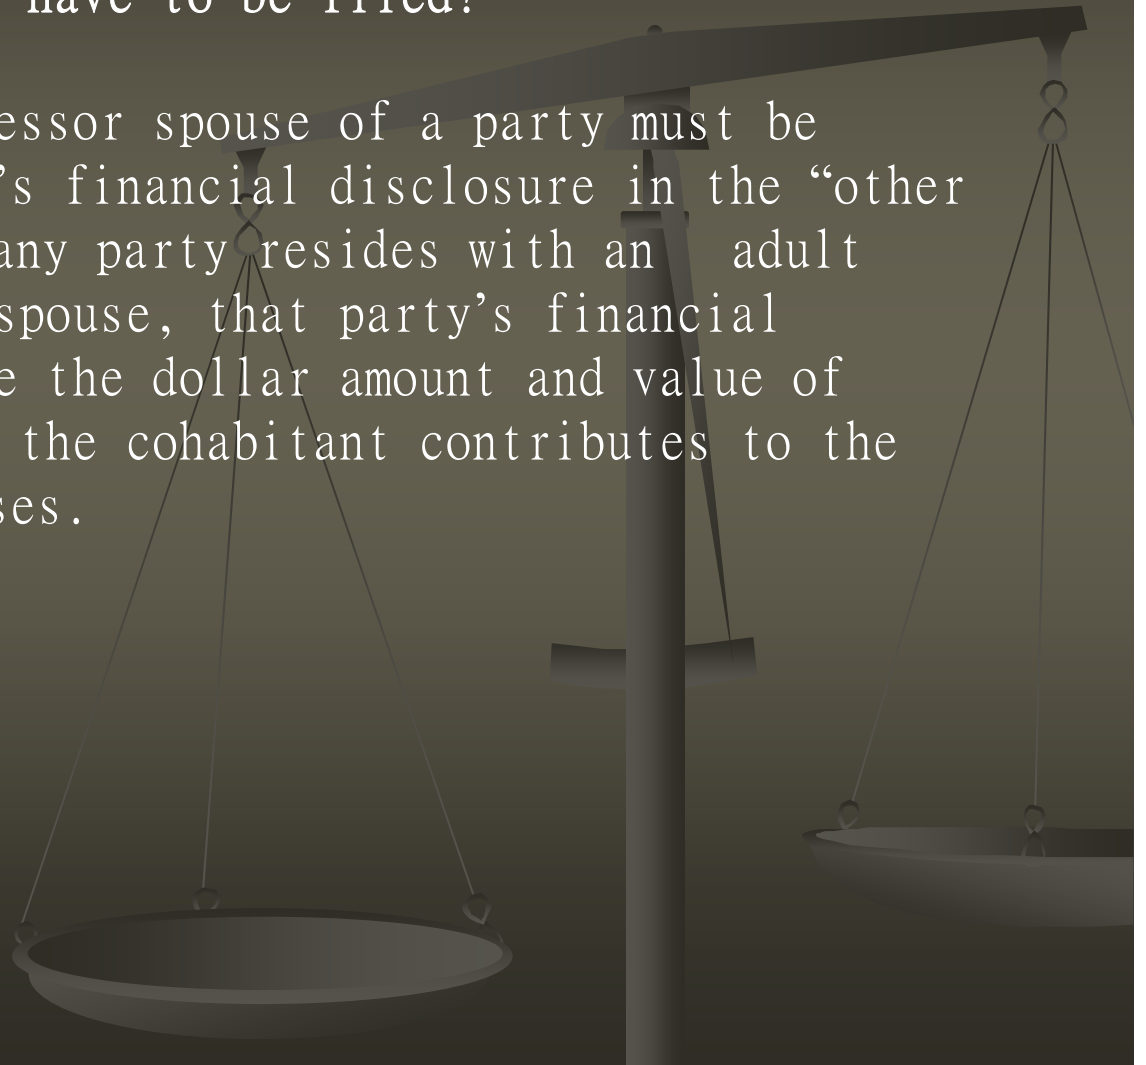 have to be filed?
essor spouse of a party must be
’s financial disclosure in the “other
any party resides with an adult
spouse, that party’s financial
e the dollar amount and value of
the cohabitant contributes to the
ses.